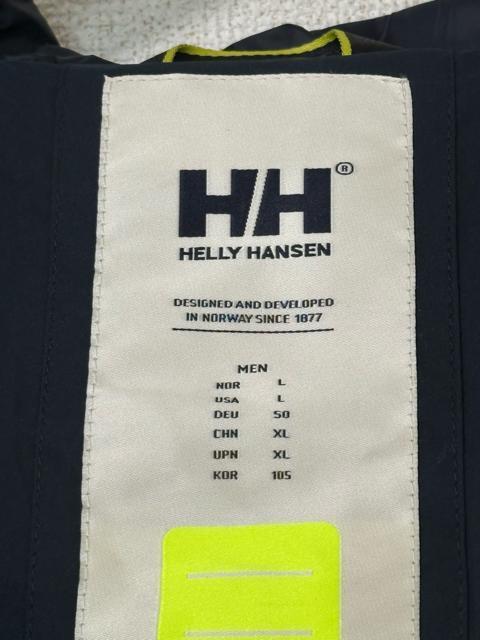 HH®
HELLY HANSEN
DESIGNED AND DEVELOPED
IN NORWAY SINCE 1877
MEN
NOR L
USA L
DEU 50
CHN XL
UPN XL
KOR 105